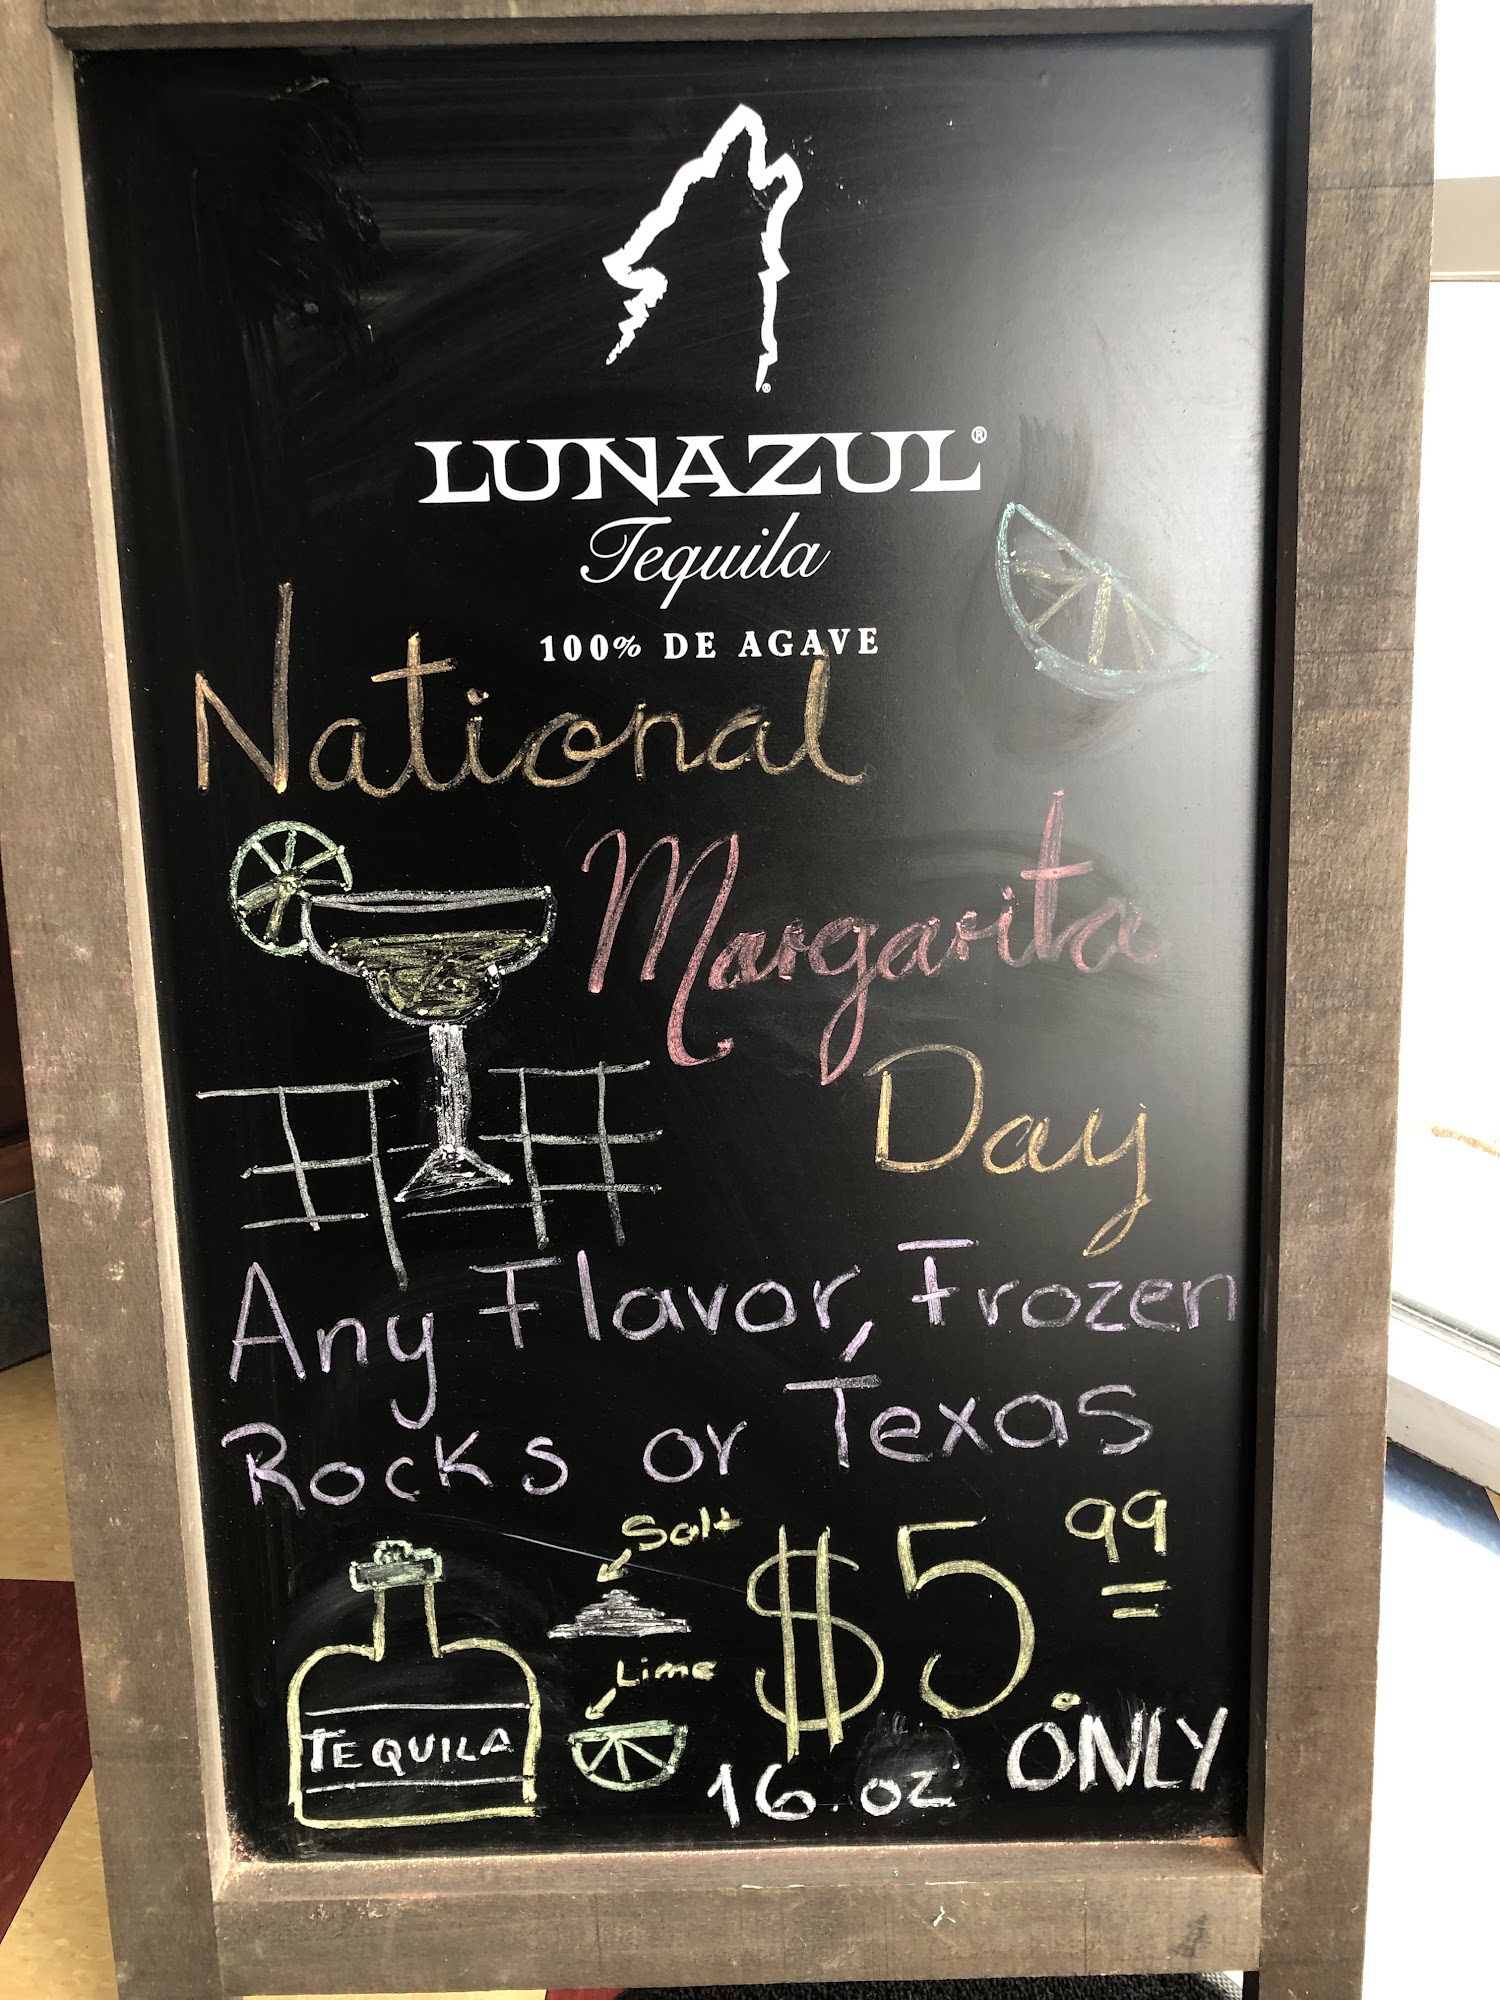 LUNAZUL®
Tequila
100% DE AGAVE
National
Margarita
Day
Any Flavor, Frozen
Rocks or Texas
Salt
$5.99
Lime
TEQUILA
16.oz ONLY